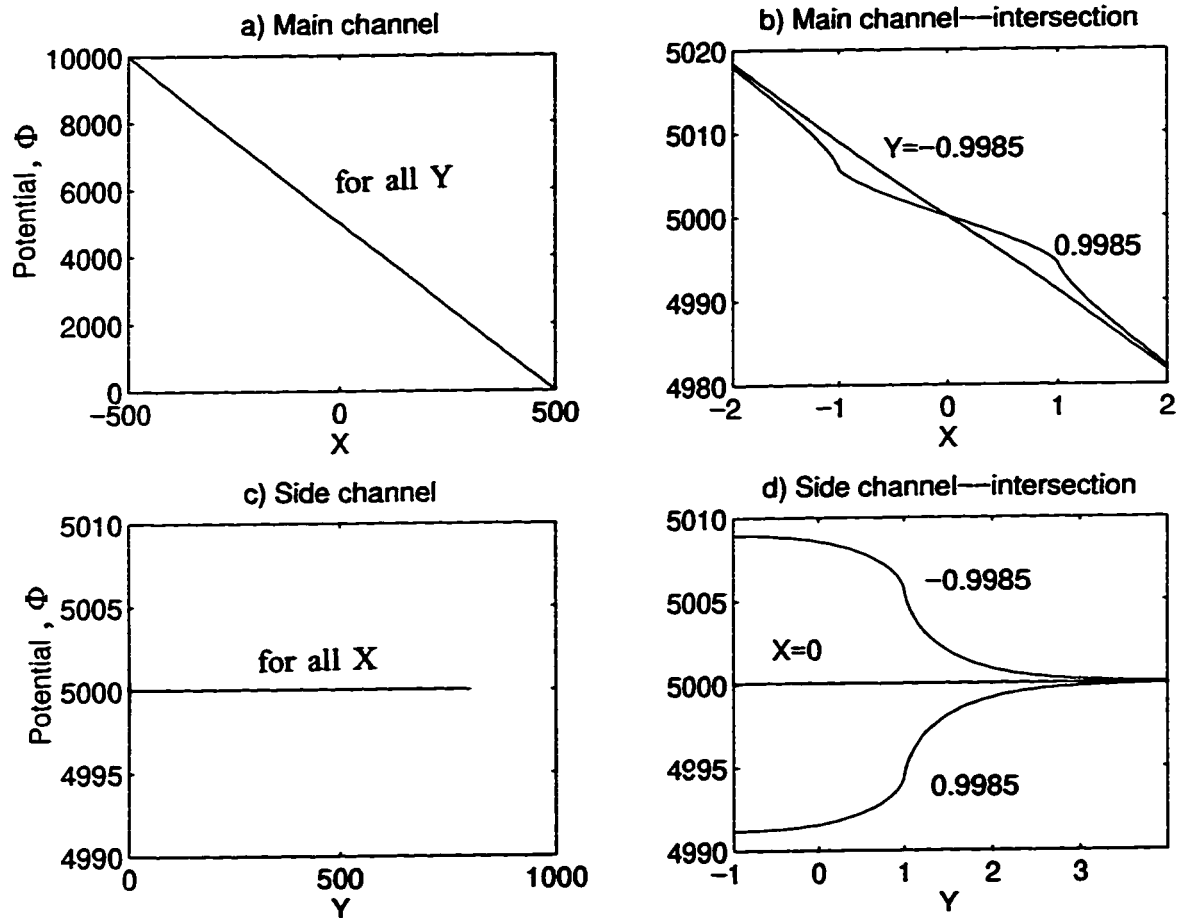 a) Main channel
Potential, Φ
10000
8000
6000
4000
2000
0
for all Y
−500
0
500
X
b) Main channel—intersection
5020
5010
5000
4990
4980
Y=−0.9985
0.9985
−2
−1
0
1
2
X
c) Side channel
Potential, Φ
5010
5005
5000
4995
4990
for all X
0
500
1000
Y
d) Side channel—intersection
5010
5005
5000
4995
4990
−0.9985
X=0
0.9985
−1
0
1
2
3
Y